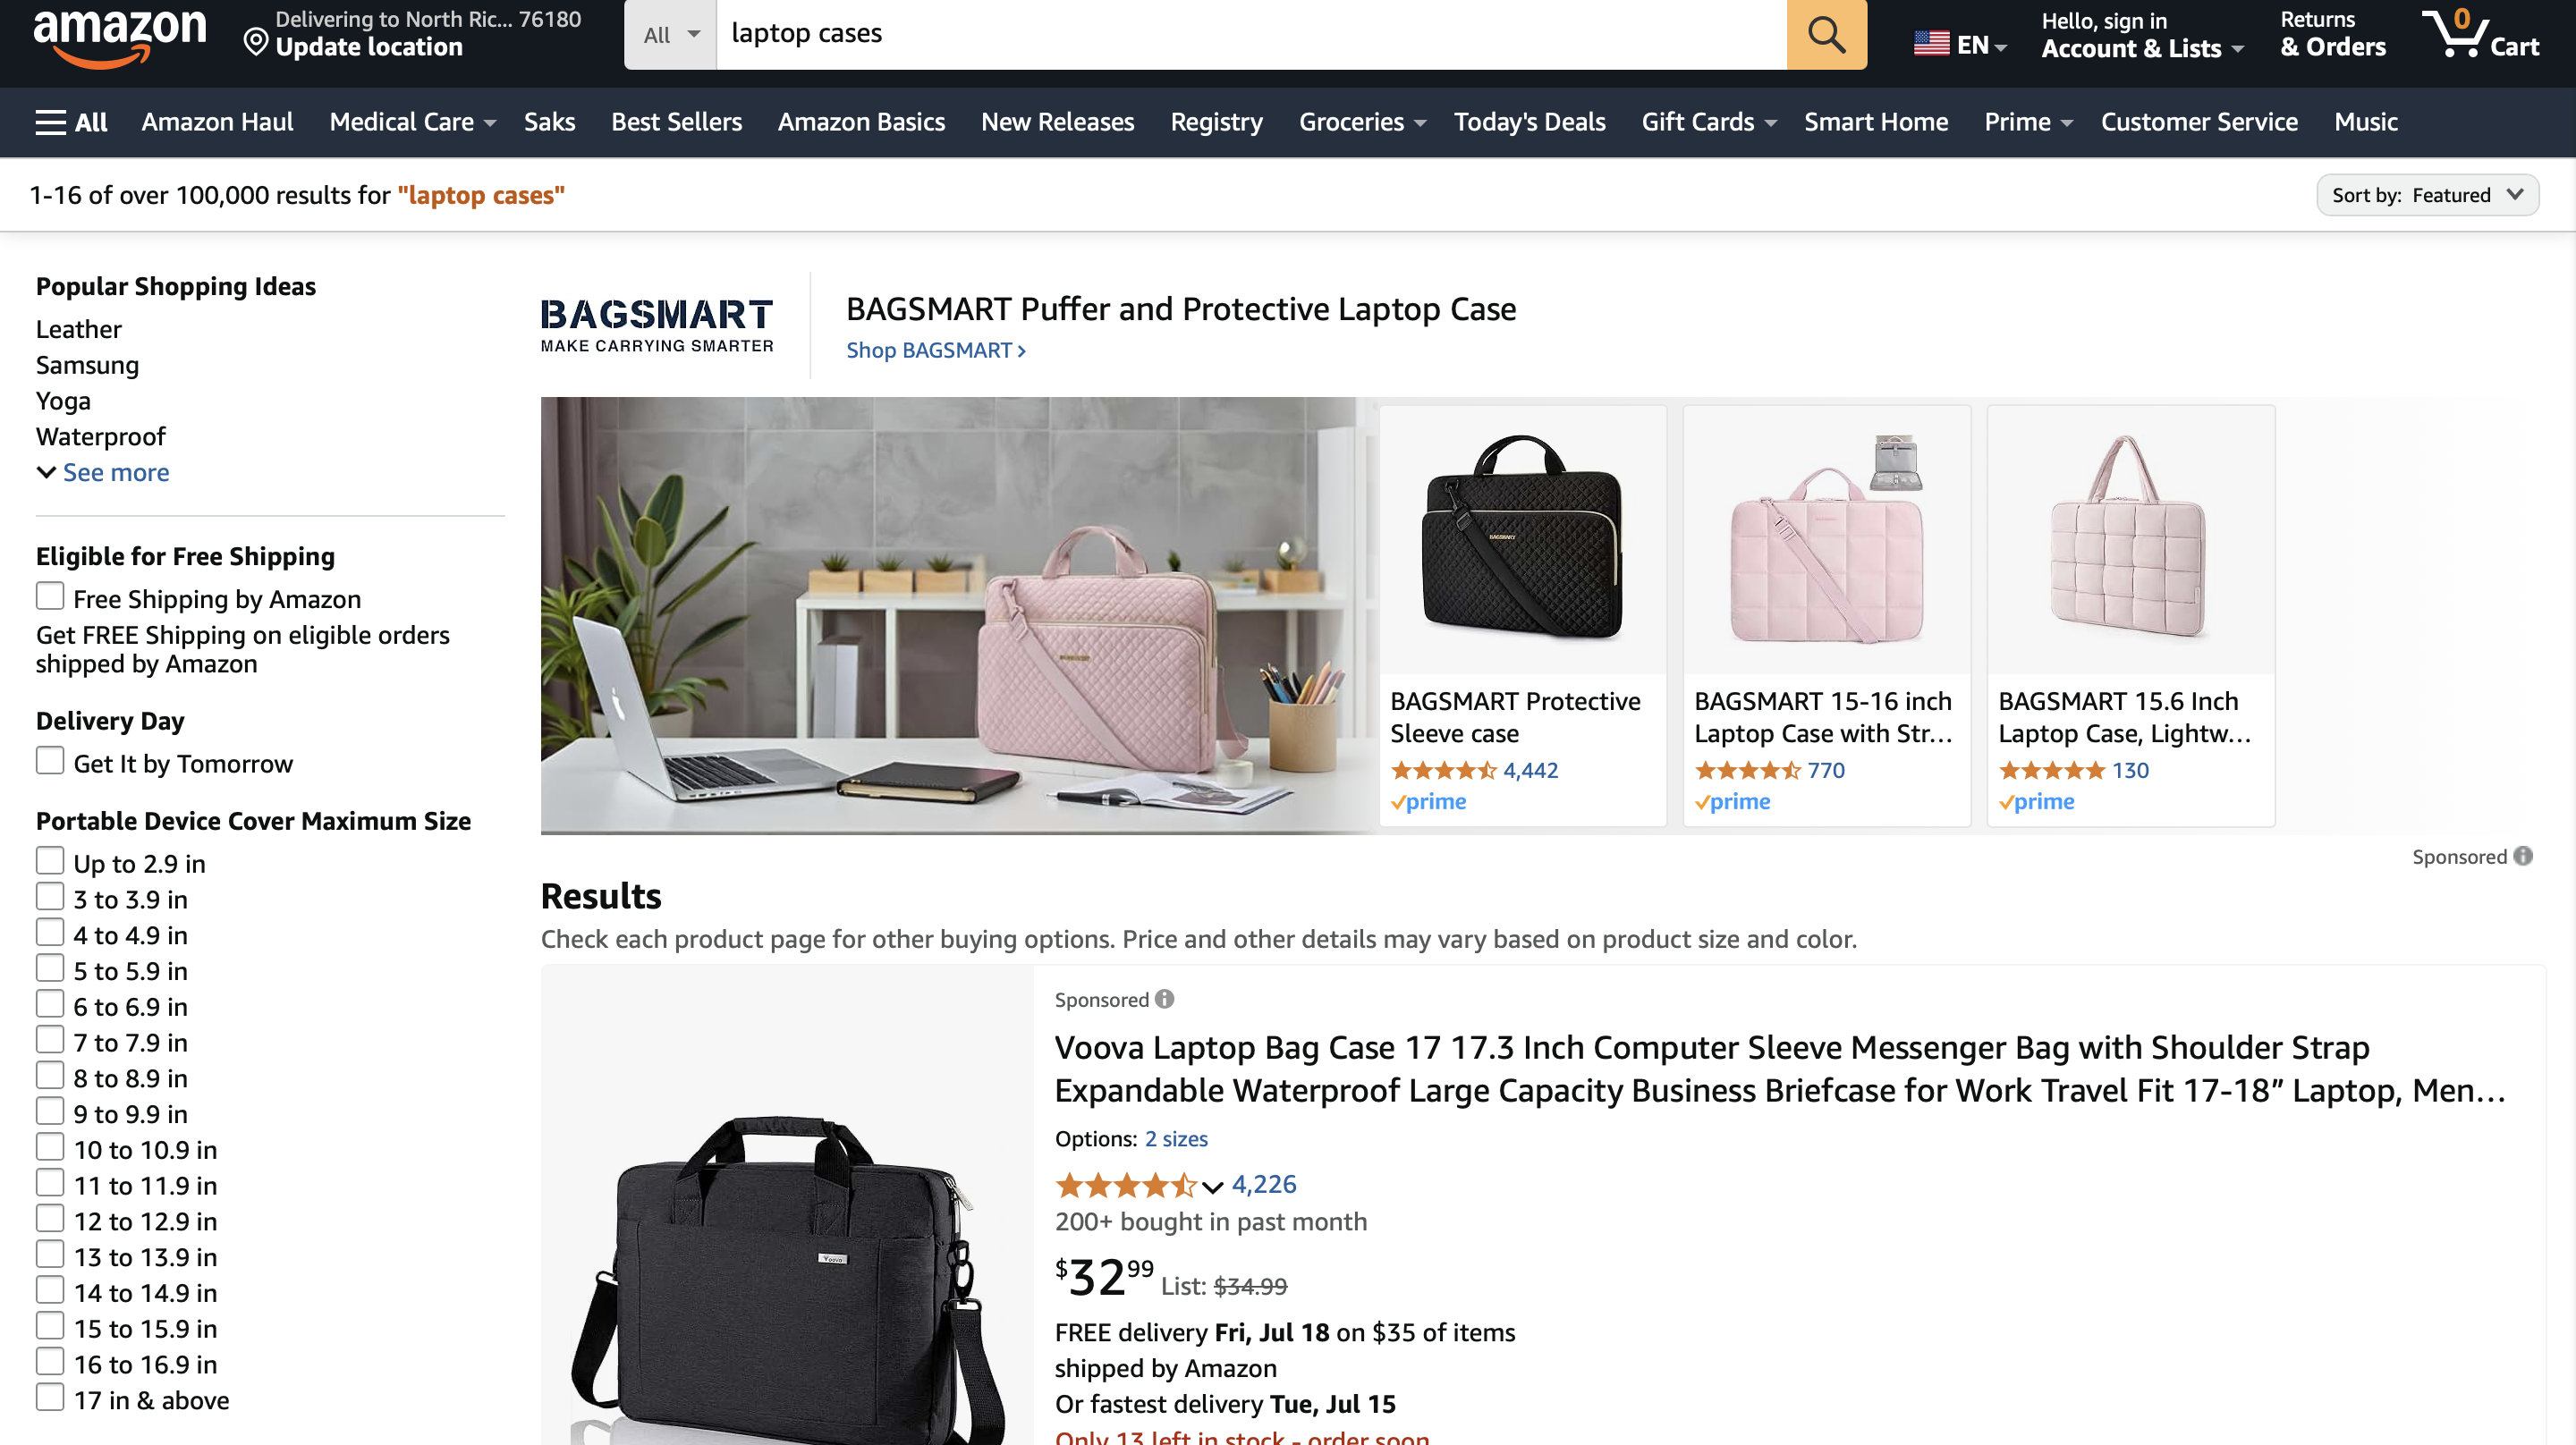 amazon
Delivering to North Ric... 76180
Update location
All
laptop cases
EN
Hello, sign in
Account & Lists
Returns
& Orders
0
Cart
All
Amazon Haul
Medical Care
Saks
Best Sellers
Amazon Basics
New Releases
Registry
Groceries
Today's Deals
Gift Cards
Smart Home
Prime
Customer Service
Music
1-16 of over 100,000 results for "laptop cases"
Sort by: Featured
Popular Shopping Ideas
Leather
Samsung
Yoga
Waterproof
See more
Eligible for Free Shipping
Free Shipping by Amazon
Get FREE Shipping on eligible orders
shipped by Amazon
Delivery Day
Get It by Tomorrow
Portable Device Cover Maximum Size
Up to 2.9 in
3 to 3.9 in
4 to 4.9 in
5 to 5.9 in
6 to 6.9 in
7 to 7.9 in
8 to 8.9 in
9 to 9.9 in
10 to 10.9 in
11 to 11.9 in
12 to 12.9 in
13 to 13.9 in
14 to 14.9 in
15 to 15.9 in
16 to 16.9 in
17 in & above
BAGSMART
MAKE CARRYING SMARTER
BAGSMART Puffer and Protective Laptop Case
Shop BAGSMART ›
BAGSMART
BAGSMART Protective
Sleeve case
4,442
prime
BAGSMART 15-16 inch
Laptop Case with Str...
770
prime
BAGSMART 15.6 Inch
Laptop Case, Lightw...
130
prime
Sponsored
Results
Check each product page for other buying options. Price and other details may vary based on product size and color.
Voova
Sponsored
Voova Laptop Bag Case 17 17.3 Inch Computer Sleeve Messenger Bag with Shoulder Strap
Expandable Waterproof Large Capacity Business Briefcase for Work Travel Fit 17-18” Laptop, Men...
Options: 2 sizes
4,226
200+ bought in past month
$32.99 List: $34.99
FREE delivery Fri, Jul 18 on $35 of items
shipped by Amazon
Or fastest delivery Tue, Jul 15
Only 13 left in stock - order soon